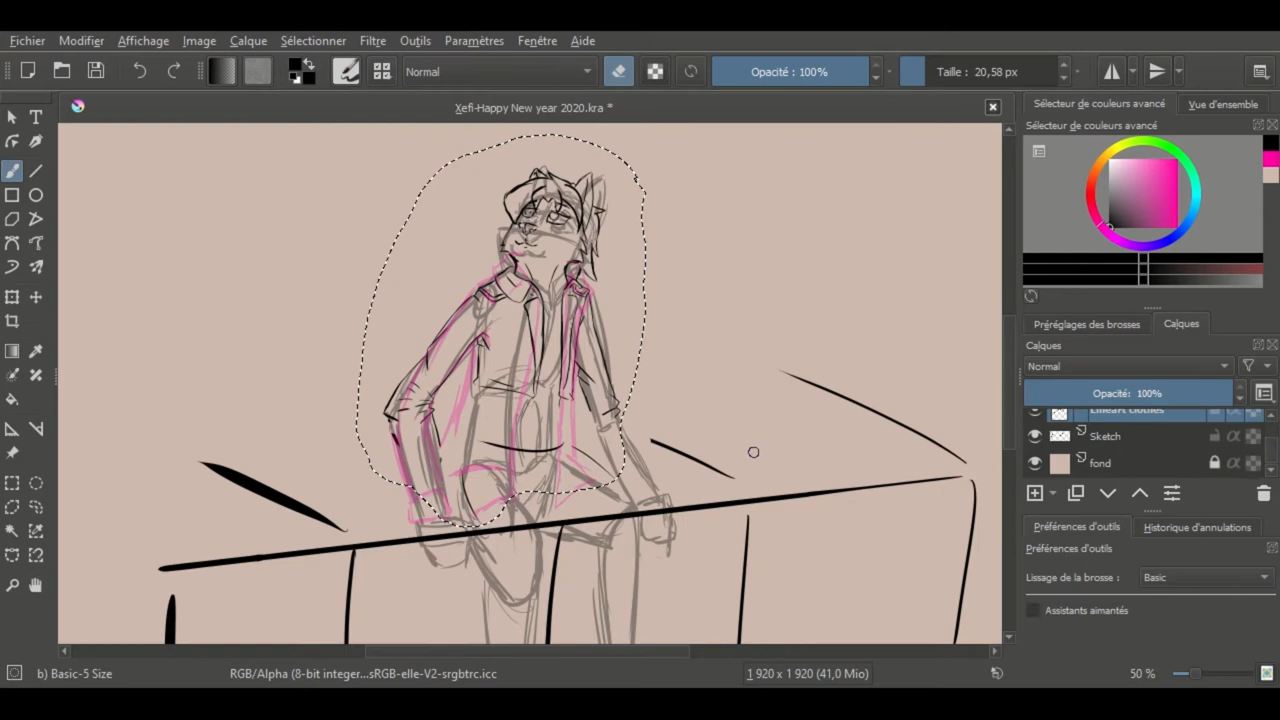 Fichier Modifier Affichage Image Calque Sélectionner Filtre Outils Paramètres Fenêtre Aide
Normal Opacité : 100% Taille : 20,58 px
Xefi-Happy New year 2020.kra *
Sélecteur de couleurs avancé Vue d'ensemble
Sélecteur de couleurs avancé
Préréglages des brosses Calques
Calques
Normal
Opacité: 100%
Lineart clothes
Sketch
fond
Préférences d'outils Historique d'annulations
Préférences d'outils
Lissage de la brosse : Basic
Assistants aimantés
b) Basic-5 Size RGB/Alpha (8-bit integer...sRGB-elle-V2-srgbtrc.icc 1 920 x 1 920 (41,0 Mio) 50 %